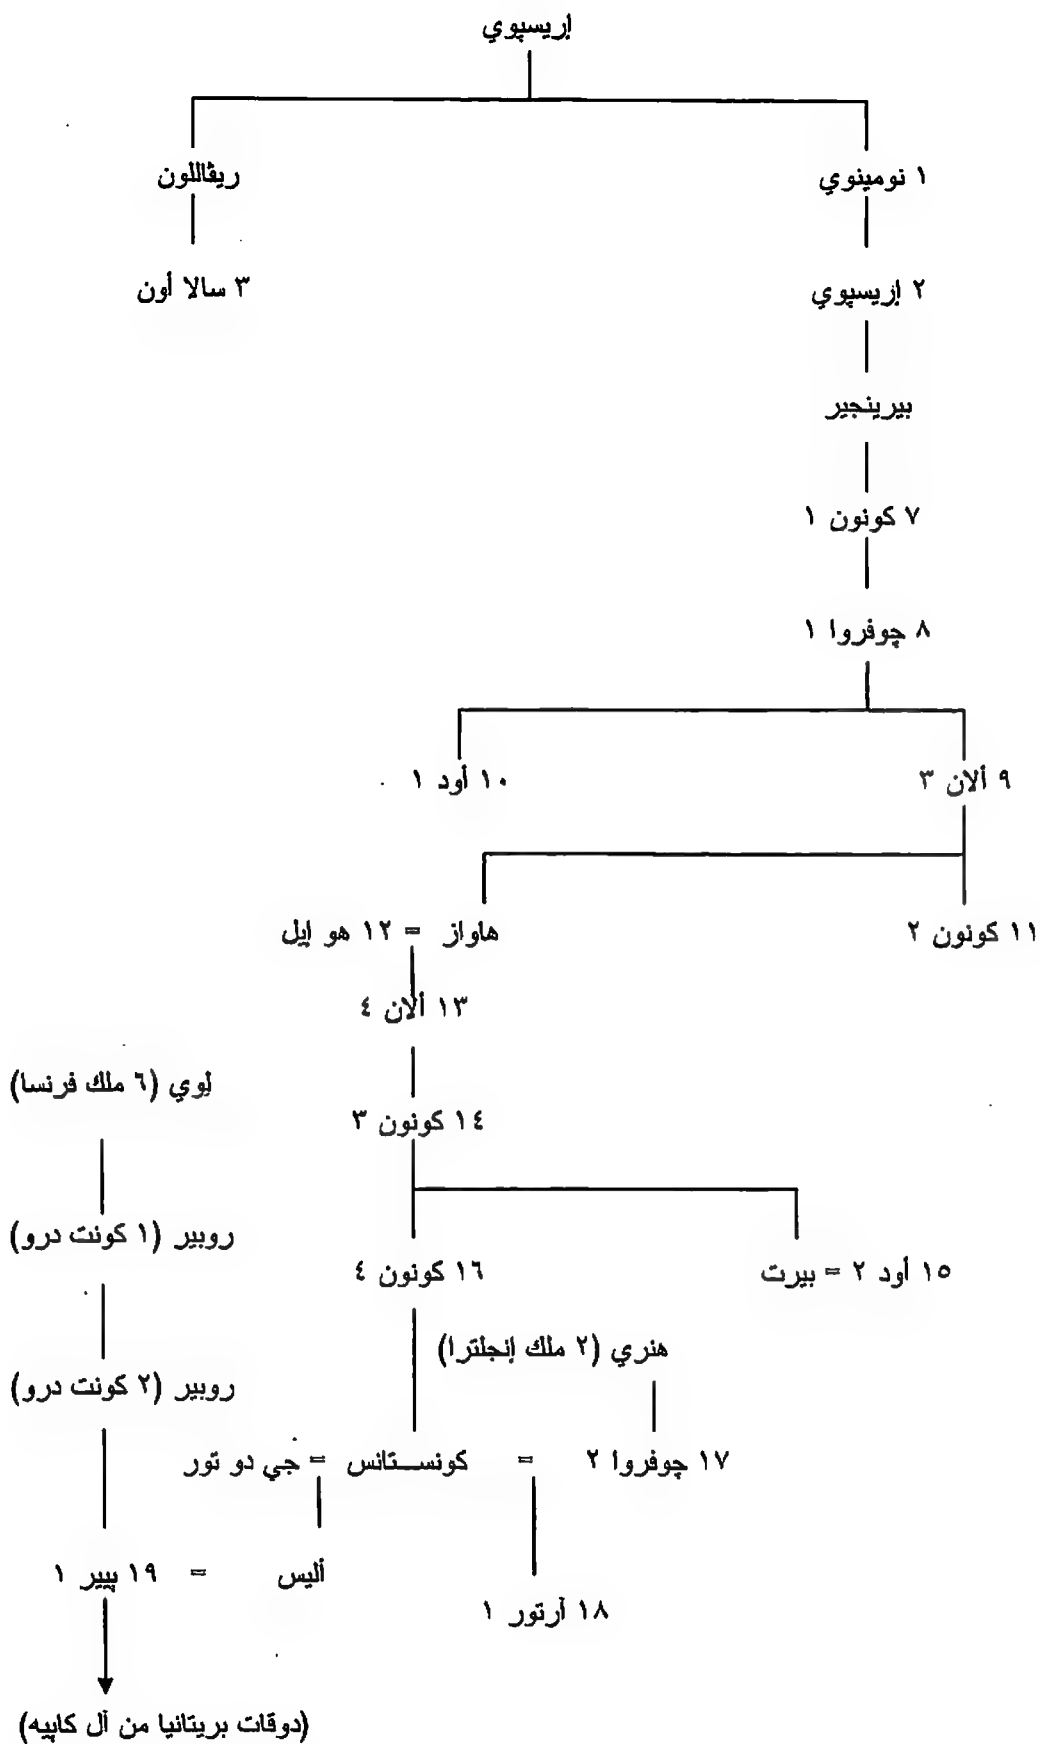 إريسپوي
١ نومينوي
ريڤاللون
٢ إريسپوي
٣ سالا أون
بيرينجير
٧ كونون ١
٨ چوفروا ١
٩ ألان ٣
١٠ أود ١
١١ كونون ٢
هاواز = ١٢ هو إيل
١٣ ألان ٤
لوي (٦ ملك فرنسا)
١٤ كونون ٣
روبير (١ كونت درو)
١٥ أود ٢ = بيرت
١٦ كونون ٤
هنري (٢ ملك إنجلترا)
روبير (٢ كونت درو)
١٧ چوفروا ٢ = كونستانس = جي دو تور
أليس = ١٩ پيير ١
١٨ آرتور ١
(دوقات بريتانيا من آل كاپيه)